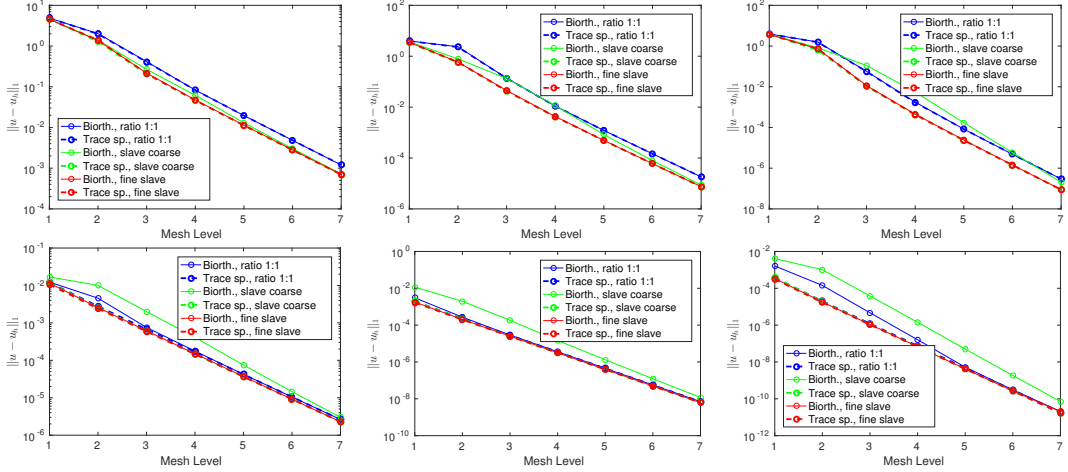 10^1
10^0
10^-1
10^-2
10^-3
10^-4
||u − u_h||_1
Biorth., ratio 1:1
Trace sp., ratio 1:1
Biorth., slave coarse
Trace sp., slave coarse
Biorth., fine slave
Trace sp., fine slave
1 2 3 4 5 6 7
Mesh Level
10^2
10^0
10^-2
10^-4
10^-6
||u − u_h||_1
Biorth., ratio 1:1
Trace sp., ratio 1:1
Biorth., slave coarse
Trace sp., slave coarse
Biorth., fine slave
Trace sp., fine slave
1 2 3 4 5 6 7
Mesh Level
10^2
10^0
10^-2
10^-4
10^-6
10^-8
||u − u_h||_1
Biorth., ratio 1:1
Trace sp., ratio 1:1
Biorth., slave coarse
Trace sp., slave coarse
Biorth., fine slave
Trace sp., fine slave
1 2 3 4 5 6 7
Mesh Level
10^-1
10^-2
10^-3
10^-4
10^-5
10^-6
||u − u_h||_1
Biorth., ratio 1:1
Trace sp., ratio 1:1
Biorth., slave coarse
Trace sp., slave coarse
Biorth., fine slave
Trace sp., fine slave
1 2 3 4 5 6 7
Mesh Level
10^0
10^-2
10^-4
10^-6
10^-8
10^-10
||u − u_h||_1
Biorth., ratio 1:1
Trace sp., ratio 1:1
Biorth., slave coarse
Trace sp., slave coarse
Biorth., fine slave
Trace sp., fine slave
1 2 3 4 5 6 7
Mesh Level
10^-2
10^-4
10^-6
10^-8
10^-10
10^-12
||u − u_h||_1
Biorth., ratio 1:1
Trace sp., ratio 1:1
Biorth., slave coarse
Trace sp., slave coarse
Biorth., fine slave
Trace sp., fine slave
1 2 3 4 5 6 7
Mesh Level